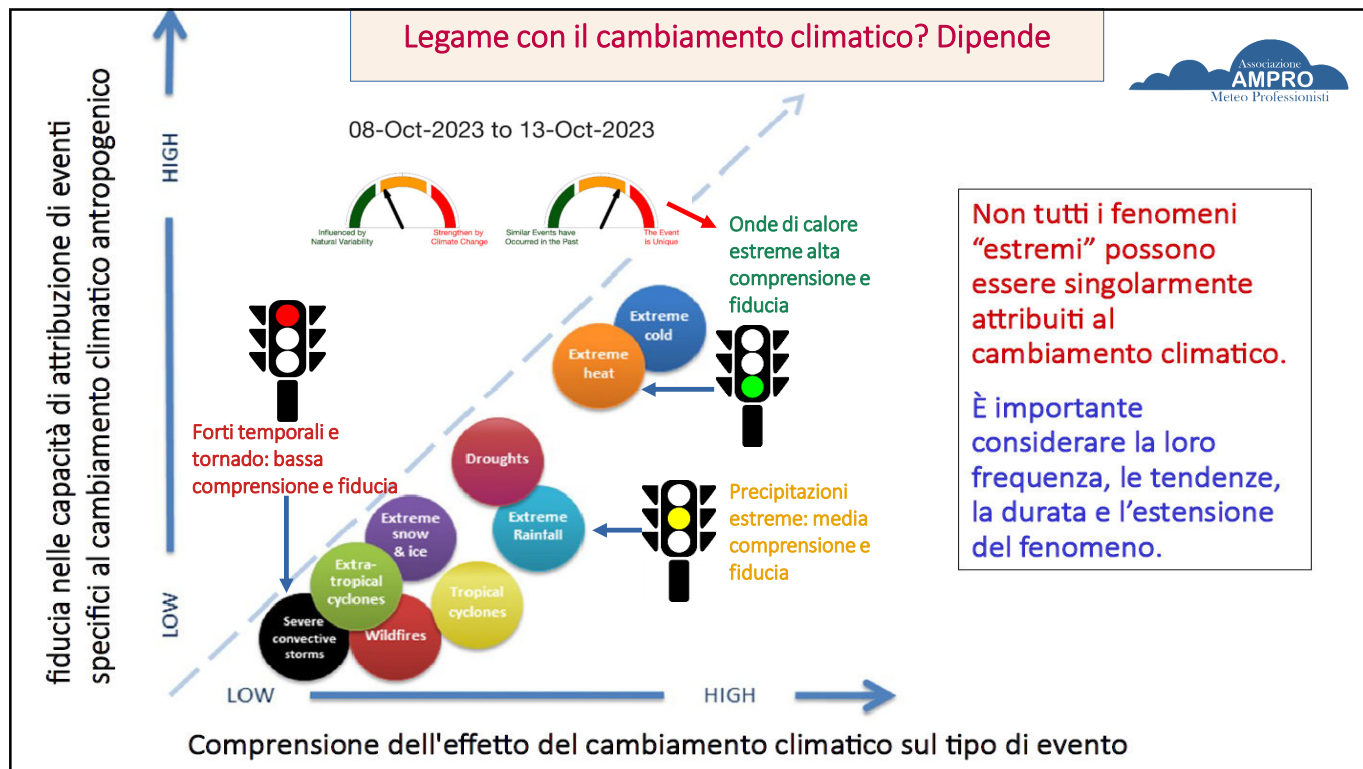 Legame con il cambiamento climatico? Dipende
Associazione
AMPRO
Meteo Professionisti
fiducia nelle capacità di attribuzione di eventi
specifici al cambiamento climatico antropogenico
HIGH
LOW
08-Oct-2023 to 13-Oct-2023
Influenced by
Natural Variability
Strengthen by
Climate Change
Similar Events have
Occurred in the Past
The Event
is Unique
Onde di calore
estreme alta
comprensione e
fiducia
Extreme
cold
Extreme
heat
Forti temporali e
tornado: bassa
comprensione e fiducia
Droughts
Extreme
snow
& ice
Extreme
Rainfall
Precipitazioni
estreme: media
comprensione e
fiducia
Extra-
tropical
cyclones
Tropical
cyclones
Severe
convective
storms
Wildfires
Non tutti i fenomeni
“estremi” possono
essere singolarmente
attribuiti al
cambiamento climatico.
È importante
considerare la loro
frequenza, le tendenze,
la durata e l’estensione
del fenomeno.
LOW
HIGH
Comprensione dell'effetto del cambiamento climatico sul tipo di evento